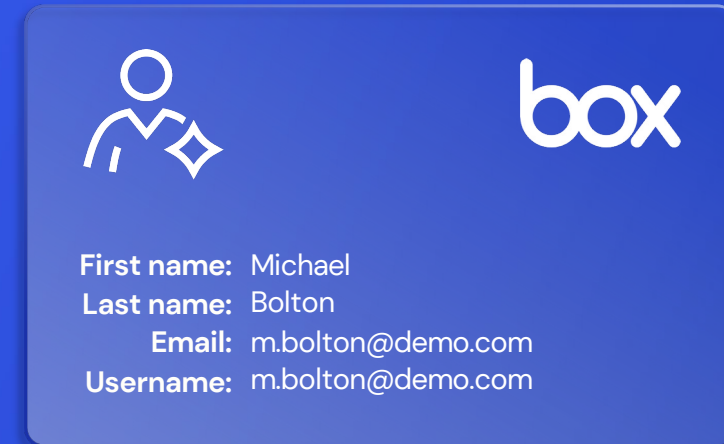 box
First name: Michael
Last name: Bolton
Email: m.bolton@demo.com
Username: m.bolton@demo.com